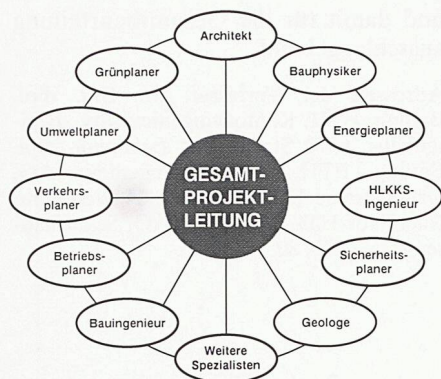 Architekt
Bauphysiker
Energieplaner
HLKKS-
Ingenieur
Sicherheits-
planer
Geologe
Weitere
Spezialisten
Bauingenieur
Betriebs-
planer
Verkehrs-
planer
Umweltplaner
Grünplaner
GESAMT-
PROJEKT-
LEITUNG